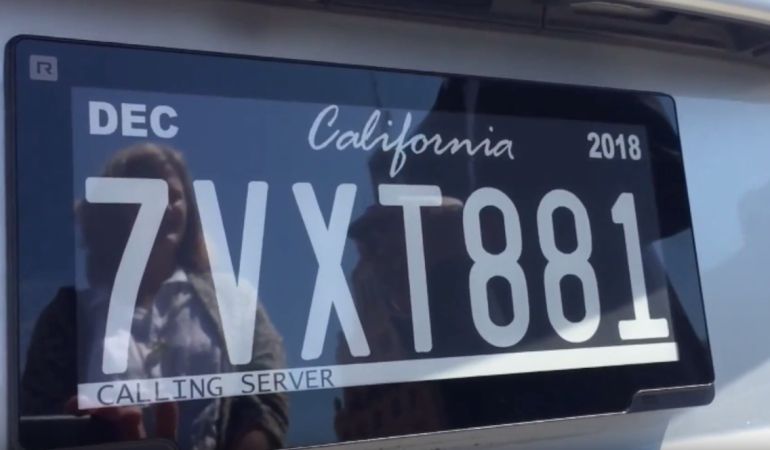 R
DEC California 2018
7VXT881
CALLING SERVER